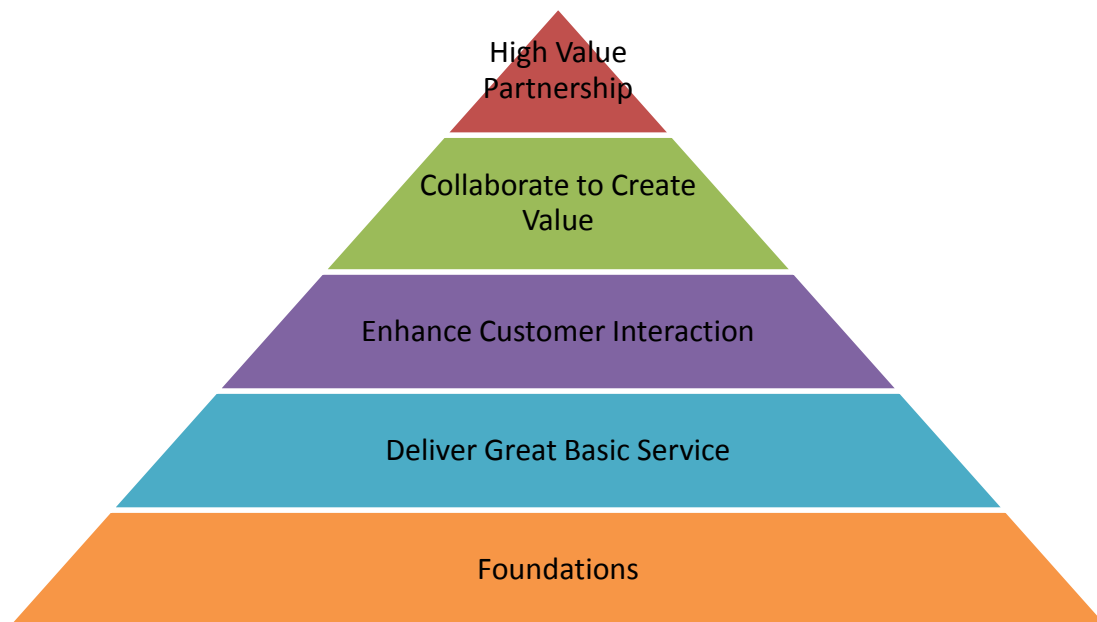 High Value
Partnership
Collaborate to Create
Value
Enhance Customer Interaction
Deliver Great Basic Service
Foundations